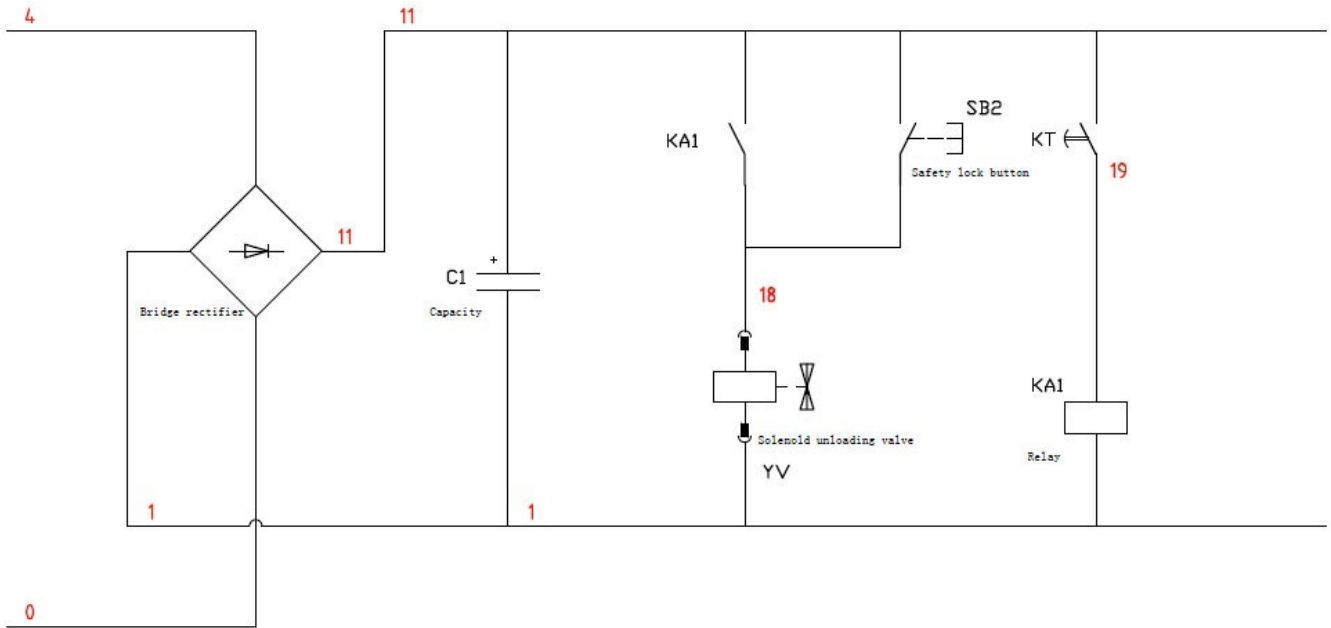 4
11
SB2
KA1
KT
Safety lock button
19
11
C1
+
18
Bridge rectifier
Capacity
KA1
Solenold unloading valve
Relay
YV
1
1
0